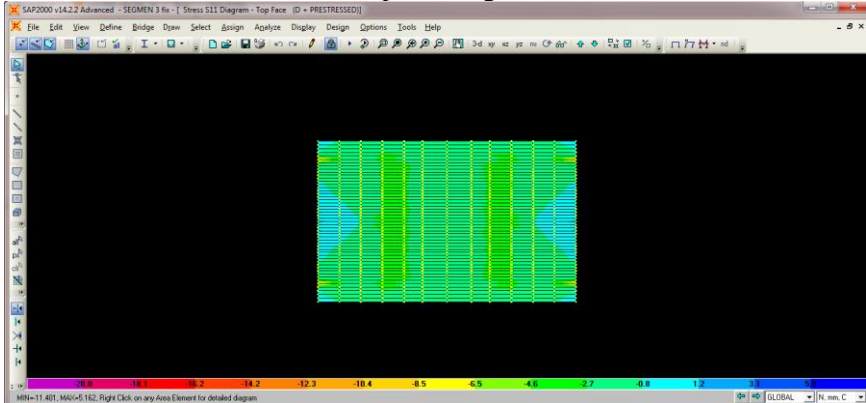 SAP2000 v14.2.2 Advanced - SEGMEN 3 fix - [ Stress S11 Diagram - Top Face (D + PRESTRESSED)]
File Edit View Define Bridge Draw Select Assign Analyze Display Design Options Tools Help
3-d xy xz yz nv nd
-20.0 -18.1 -16.2 -14.2 -12.3 -10.4 -8.5 -6.5 -4.6 -2.7 -0.8 1.2 3.1
MIN=-11.481, MAX=5.162, Right Click on any Area Element for detailed diagram GLOBAL N, mm, C